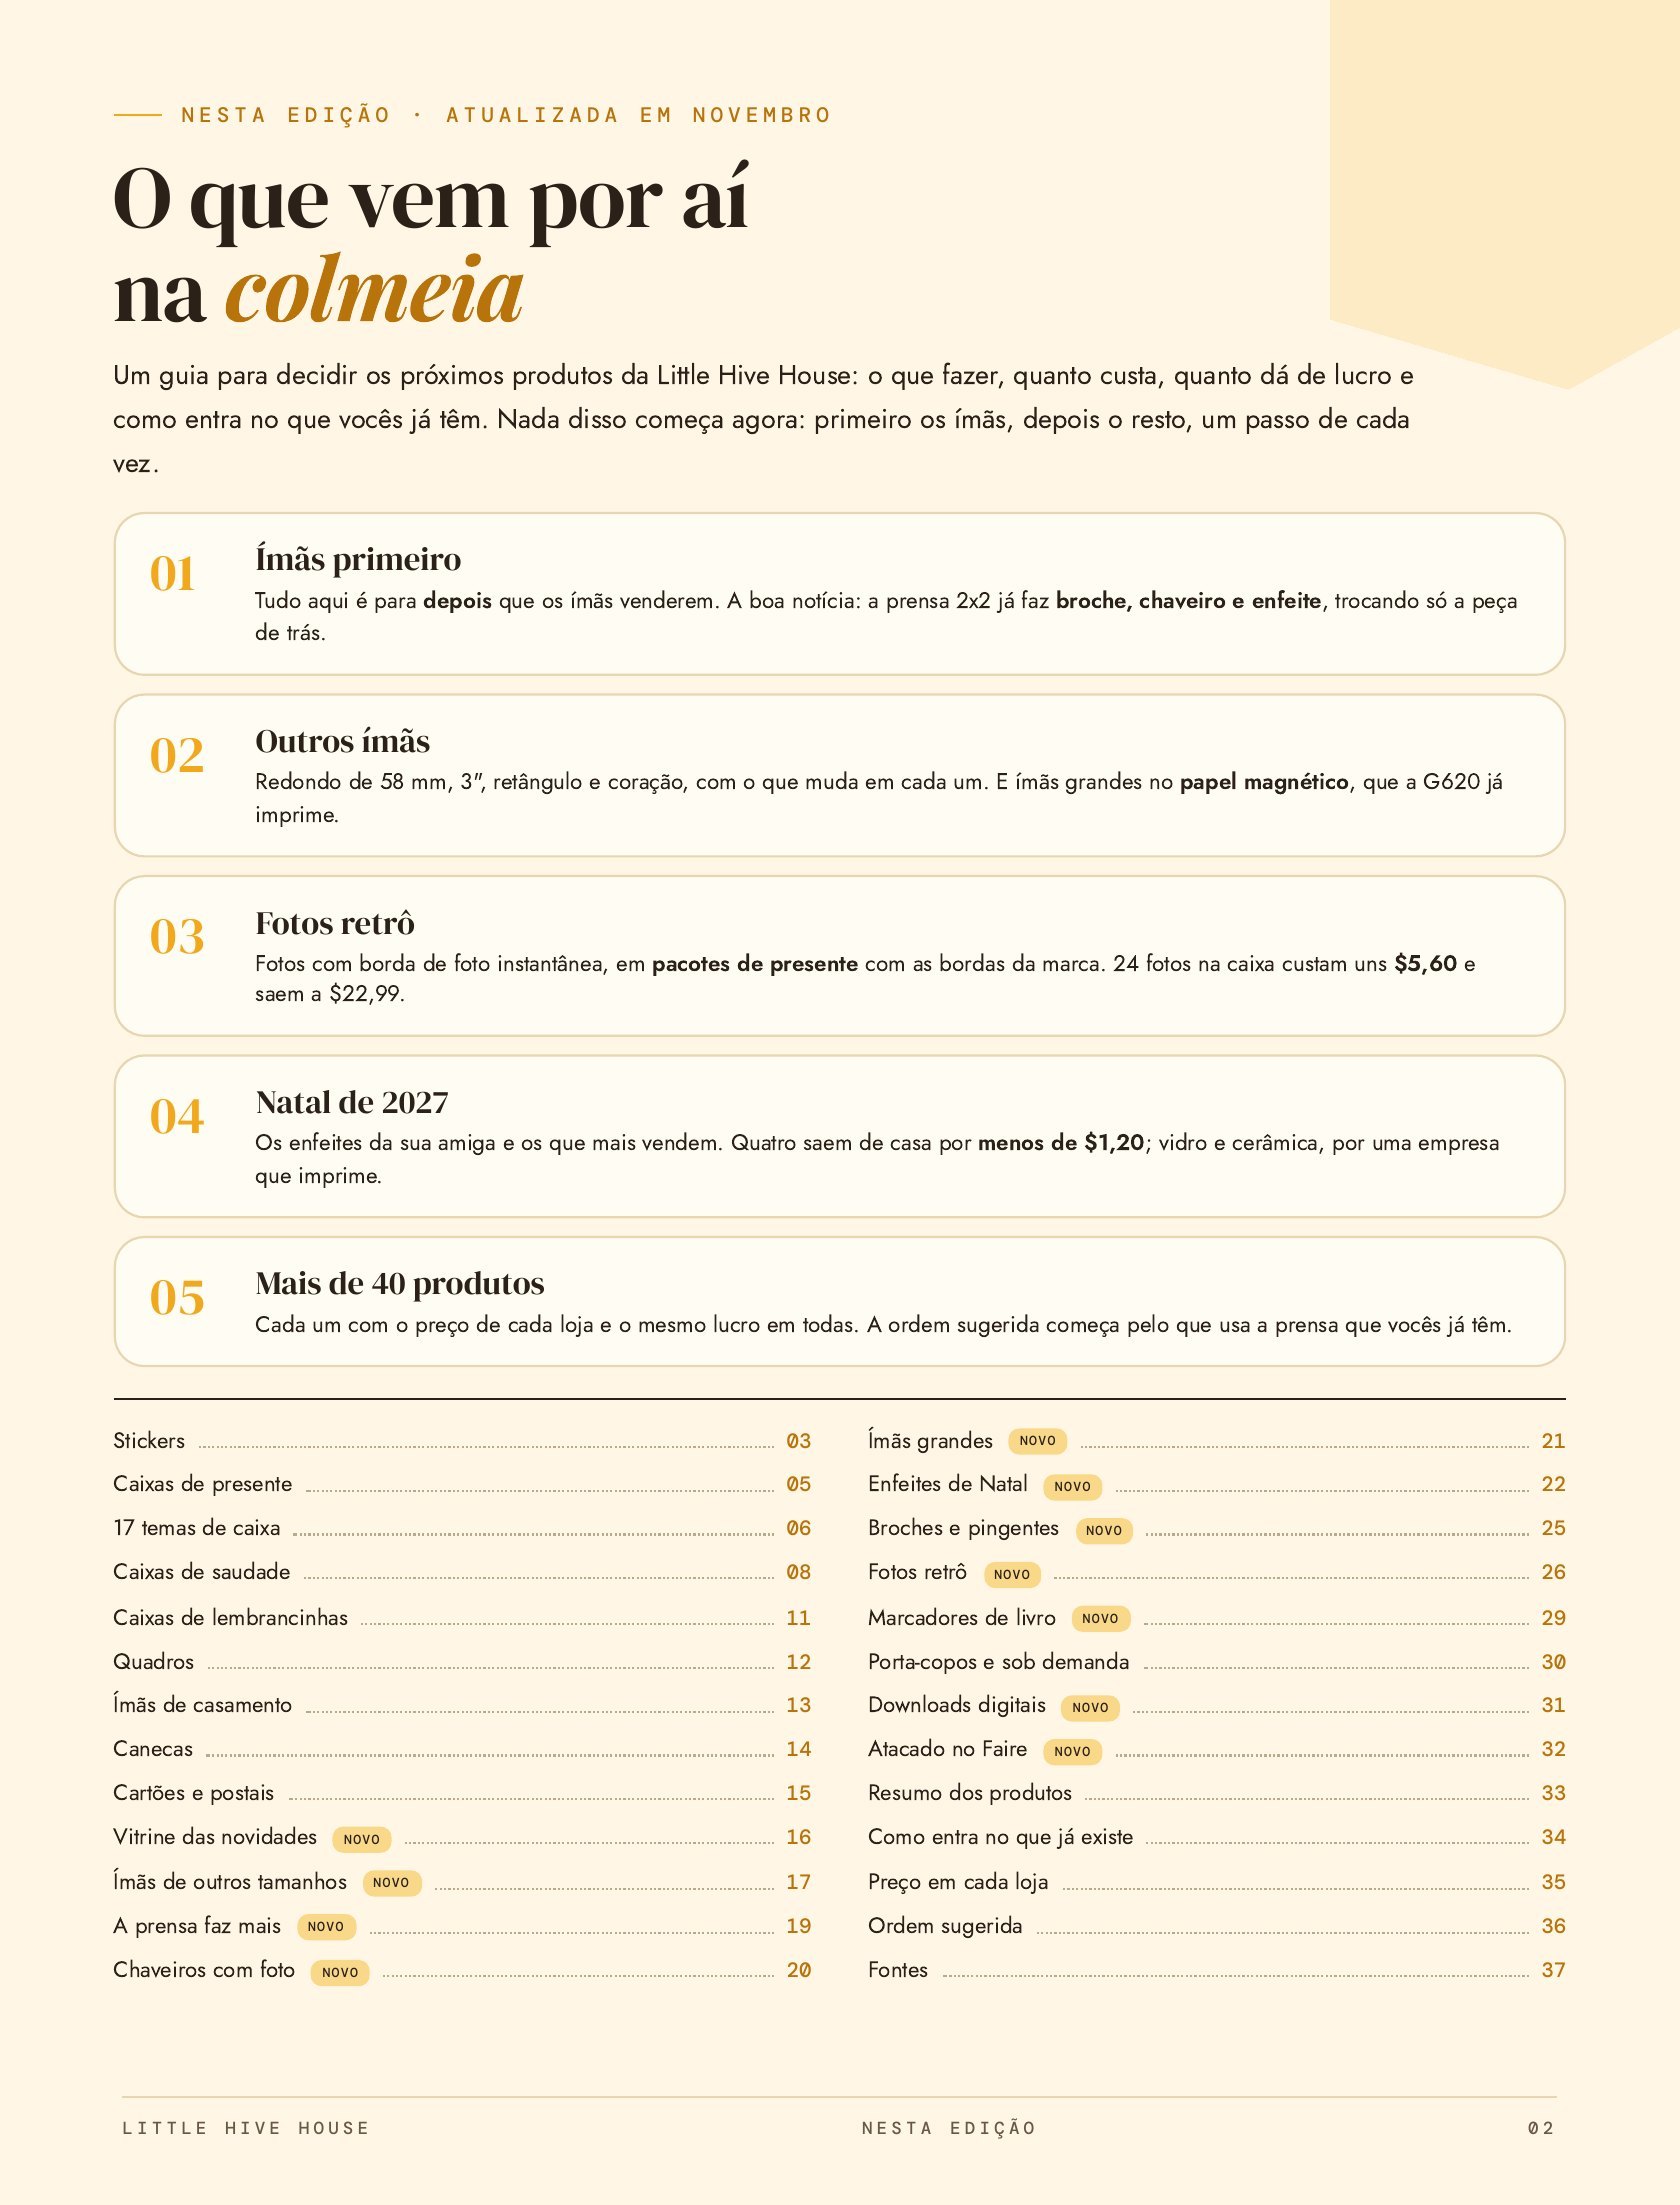 NESTA EDIÇÃO · ATUALIZADA EM NOVEMBRO
O que vem por aí
na colmeia
Um guia para decidir os próximos produtos da Little Hive House: o que fazer, quanto custa, quanto dá de lucro e
como entra no que vocês já têm. Nada disso começa agora: primeiro os ímãs, depois o resto, um passo de cada
vez.
01
Ímãs primeiro
Tudo aqui é para depois que os ímãs venderem. A boa notícia: a prensa 2x2 já faz broche, chaveiro e enfeite, trocando só a peça
de trás.
02
Outros ímãs
Redondo de 58 mm, 3", retângulo e coração, com o que muda em cada um. E ímãs grandes no papel magnético, que a G620 já
imprime.
03
Fotos retrô
Fotos com borda de foto instantânea, em pacotes de presente com as bordas da marca. 24 fotos na caixa custam uns $5,60 e
saem a $22,99.
04
Natal de 2027
Os enfeites da sua amiga e os que mais vendem. Quatro saem de casa por menos de $1,20; vidro e cerâmica, por uma empresa
que imprime.
05
Mais de 40 produtos
Cada um com o preço de cada loja e o mesmo lucro em todas. A ordem sugerida começa pelo que usa a prensa que vocês já têm.
Stickers 03
Caixas de presente 05
17 temas de caixa 06
Caixas de saudade 08
Caixas de lembrancinhas 11
Quadros 12
Ímãs de casamento 13
Canecas 14
Cartões e postais 15
Vitrine das novidades NOVO 16
Ímãs de outros tamanhos NOVO 17
A prensa faz mais NOVO 19
Chaveiros com foto NOVO 20
Ímãs grandes NOVO 21
Enfeites de Natal NOVO 22
Broches e pingentes NOVO 25
Fotos retrô NOVO 26
Marcadores de livro NOVO 29
Porta-copos e sob demanda 30
Downloads digitais NOVO 31
Atacado no Faire NOVO 32
Resumo dos produtos 33
Como entra no que já existe 34
Preço em cada loja 35
Ordem sugerida 36
Fontes 37
LITTLE HIVE HOUSE
NESTA EDIÇÃO
02